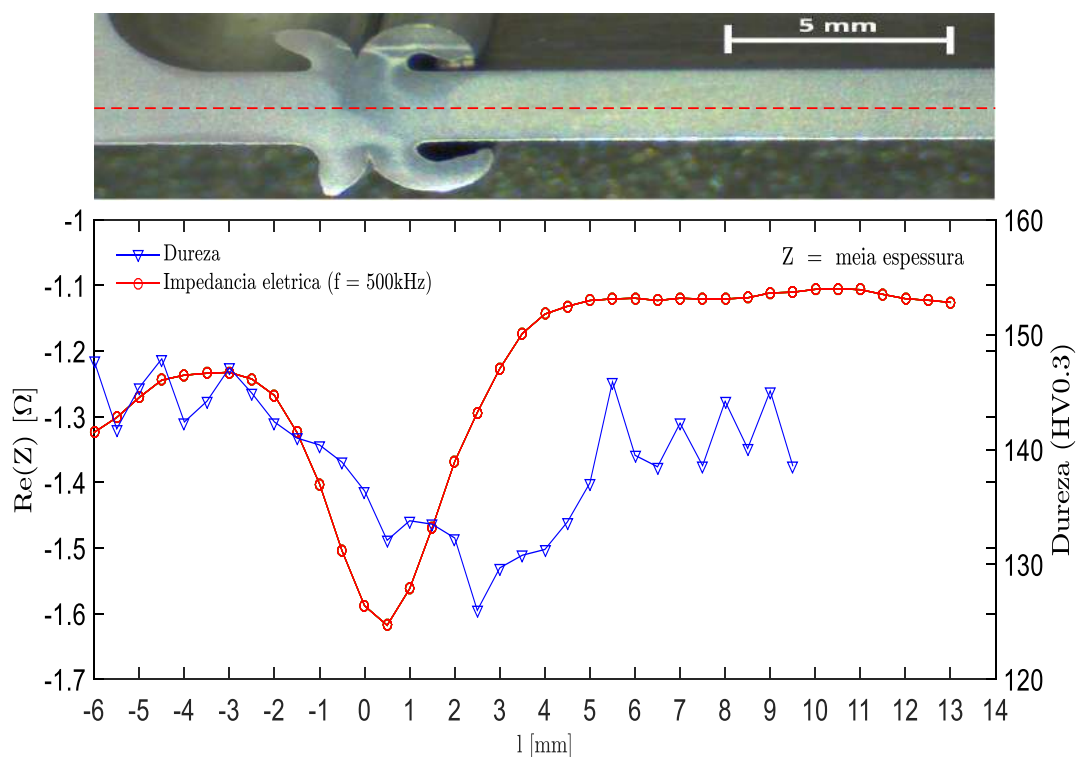 5 mm
Dureza
Impedancia eletrica (f = 500kHz)
Z = meia espessura
Re(Z) [Ω]
-1
-1.1
-1.2
-1.3
-1.4
-1.5
-1.6
-1.7
160
150
140
130
120
Dureza (HV0.3)
-6 -5 -4 -3 -2 -1 0 1 2 3 4 5 6 7 8 9 10 11 12 13 14
l [mm]